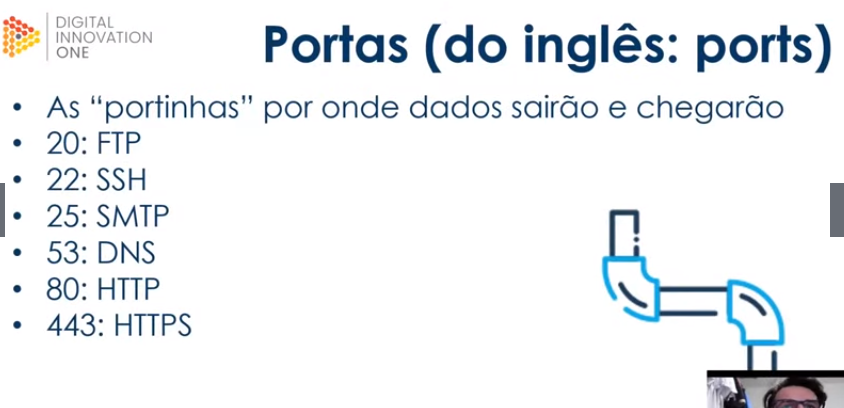 DIGITAL
INNOVATION
ONE
Portas (do inglês: ports)
• As “portinhas” por onde dados sairão e chegarão
• 20: FTP
• 22: SSH
• 25: SMTP
• 53: DNS
• 80: HTTP
• 443: HTTPS